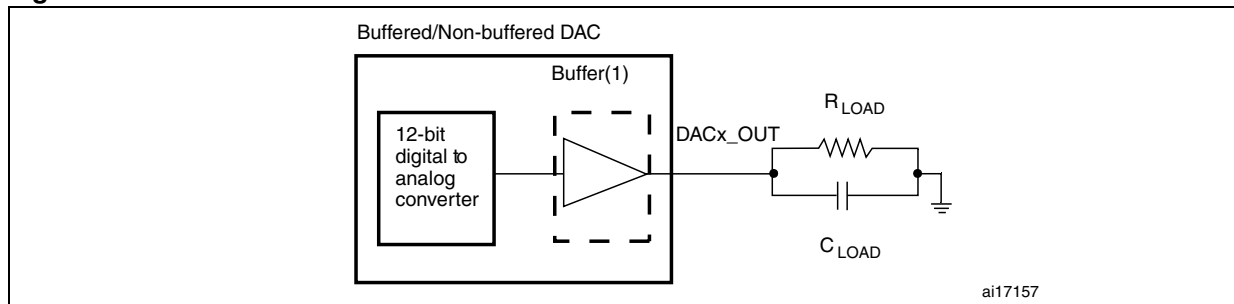 Buffered/Non-buffered DAC
Buffer(1)
12-bit
digital to
analog
converter
DACx_OUT
R LOAD
C LOAD
ai17157